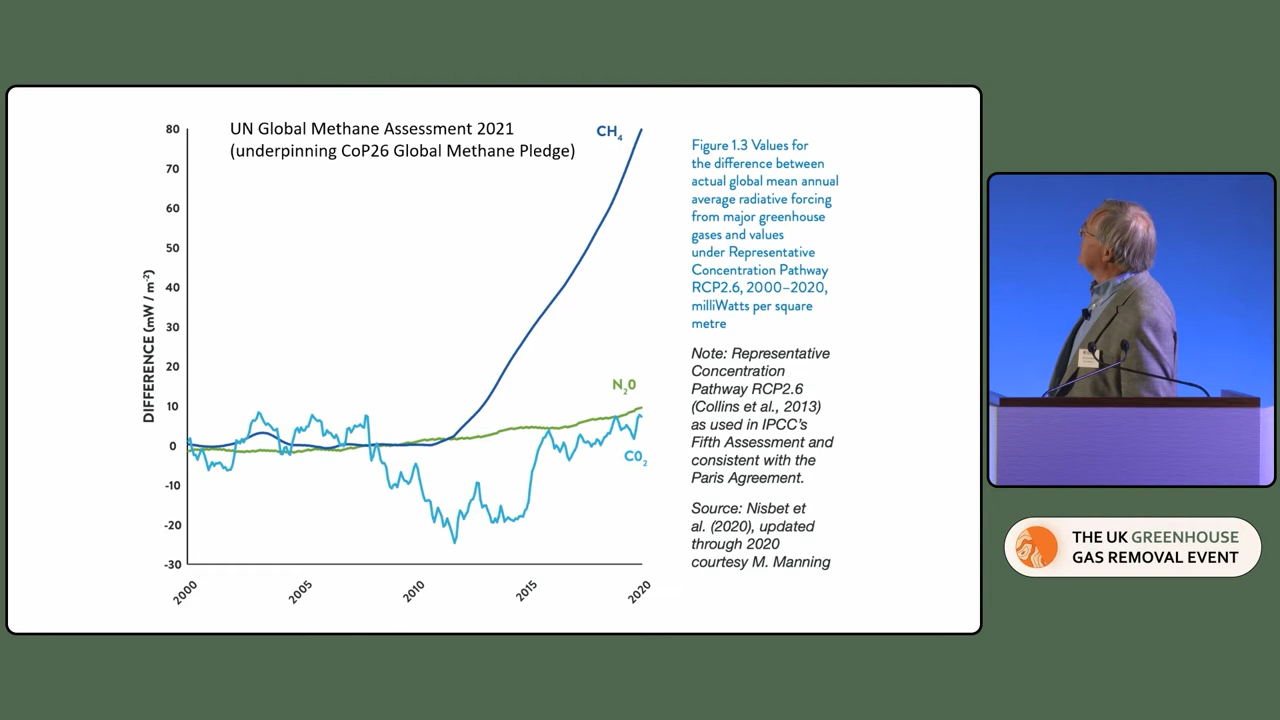 UN Global Methane Assessment 2021
(underpinning CoP26 Global Methane Pledge)
80
70
60
50
40
30
20
10
0
-10
-20
-30
DIFFERENCE (mW / m-²)
2000
2005
2010
2015
2020
CH₄
N₂0
C0₂
Figure 1.3 Values for
the difference between
actual global mean annual
average radiative forcing
from major greenhouse
gases and values
under Representative
Concentration Pathway
RCP2.6, 2000–2020,
milliWatts per square
metre
Note: Representative
Concentration
Pathway RCP2.6
(Collins et al., 2013)
as used in IPCC's
Fifth Assessment and
consistent with the
Paris Agreement.
Source: Nisbet et
al. (2020), updated
through 2020
courtesy M. Manning
THE UK GREENHOUSE
GAS REMOVAL EVENT